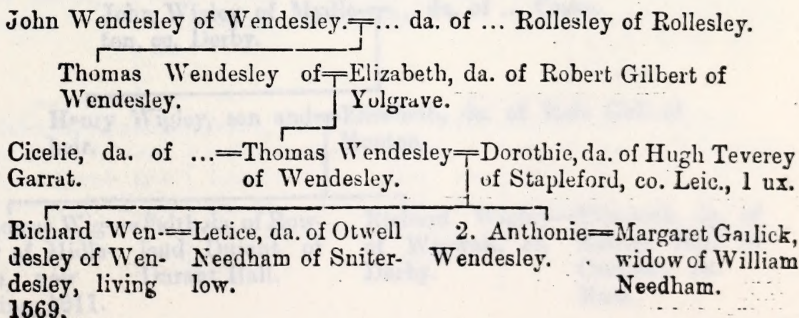 John Wendesley of Wendesley.=... da. of ... Rollesley of Rollesley.
Thomas Wendesley of=Elizabeth, da. of Robert Gilbert of
Wendesley. Yolgrave.
Cicelie, da. of ...=Thomas Wendesley=Dorothie, da. of Hugh Teverey
Garrat. of Wendesley. of Stapleford, co. Leic., 1 ux.
Richard Wen-=Letice, da. of Otwell 2. Anthonie=Margaret Garlick,
desley of Wen- Needham of Sniter- Wendesley. widow of William
desley, living low. Needham.
1569.